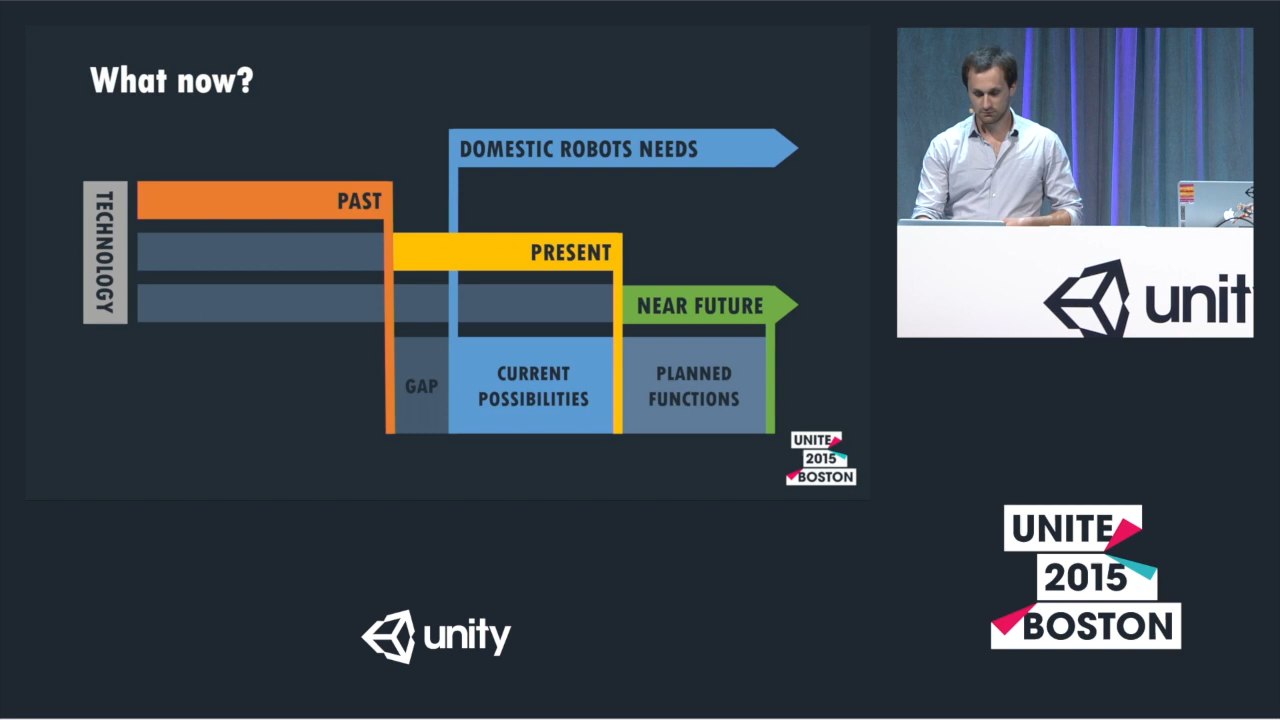 What now?
DOMESTIC ROBOTS NEEDS
TECHNOLOGY
PAST
PRESENT
NEAR FUTURE
GAP
CURRENT
POSSIBILITIES
PLANNED
FUNCTIONS
UNITE
2015
BOSTON
unity
UNITE
2015
BOSTON
unity